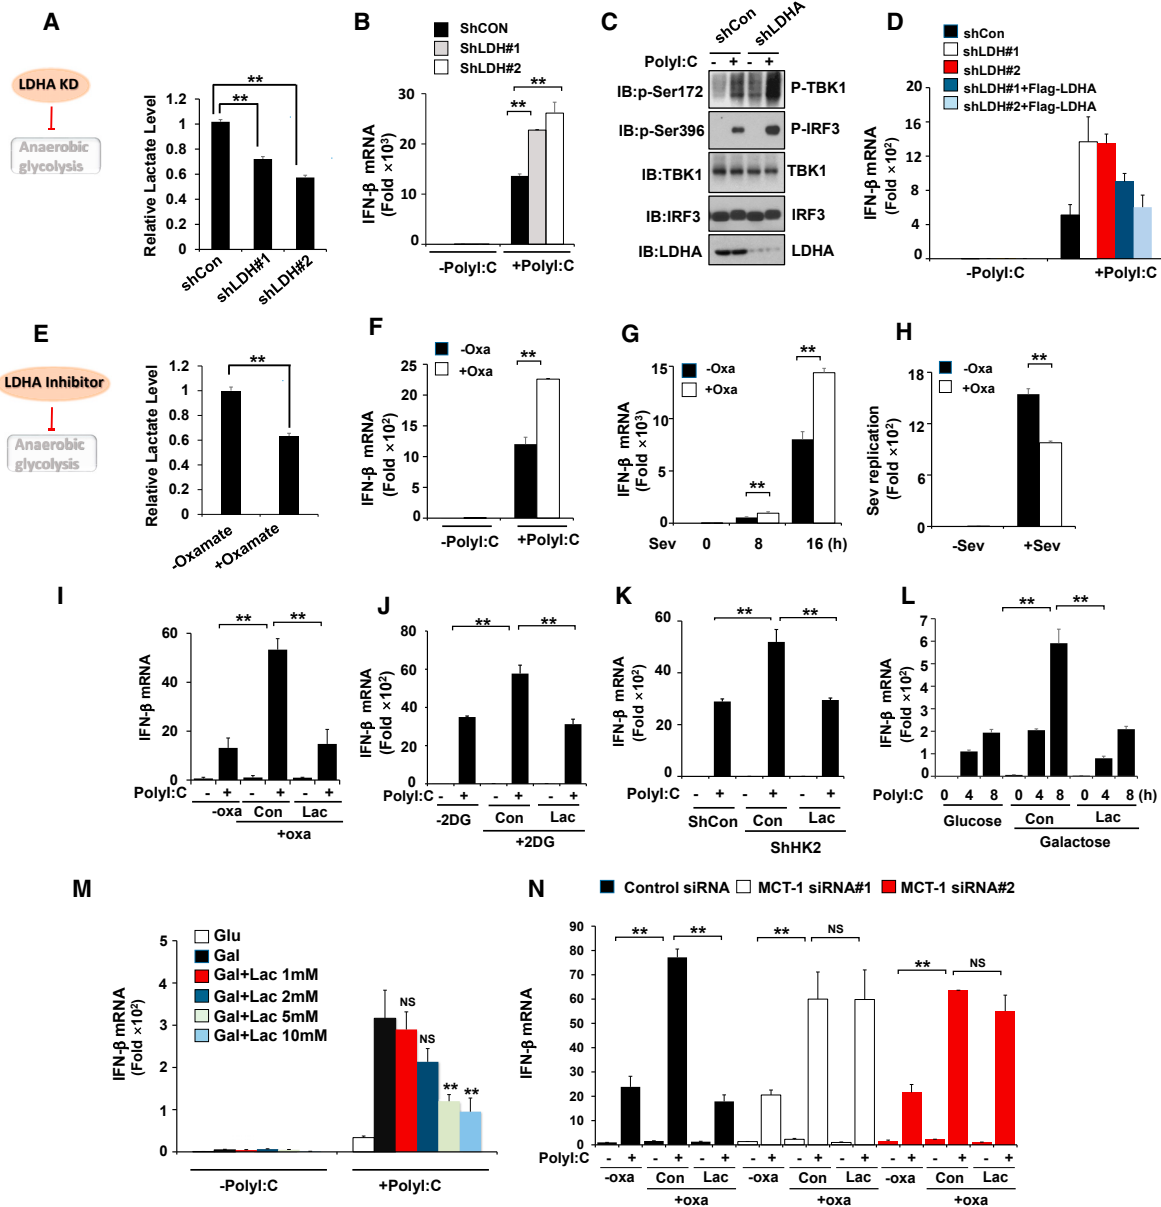 A
LDHA KD
Anaerobic
glycolysis
Relative Lactate Level
1.2
1
0.8
0.6
0.4
0.2
0
**
**
shCon
shLDH#1
shLDH#2
B
ShCON
ShLDH#1
ShLDH#2
IFN-β mRNA
(Fold ×10³)
30
20
10
0
**
**
-PolyI:C
+PolyI:C
C
shCon
shLDHA
PolyI:C - + - +
IB:p-Ser172 P-TBK1
IB:p-Ser396 P-IRF3
IB:TBK1 TBK1
IB:IRF3 IRF3
IB:LDHA LDHA
D
shCon
shLDH#1
shLDH#2
shLDH#1+Flag-LDHA
shLDH#2+Flag-LDHA
IFN-β mRNA
(Fold ×10²)
20
16
12
8
4
0
-PolyI:C
+PolyI:C
E
LDHA Inhibitor
Anaerobic
glycolysis
Relative Lactate Level
1.2
1
0.8
0.6
0.4
0.2
0
**
-Oxamate
+Oxamate
F
-Oxa
+Oxa
IFN-β mRNA
(Fold ×10²)
25
20
15
10
5
0
**
-PolyI:C
+PolyI:C
G
-Oxa
+Oxa
IFN-β mRNA
(Fold ×10³)
15
10
5
0
**
**
Sev 0 8 16 (h)
H
-Oxa
+Oxa
Sev replication
(Fold ×10²)
18
12
6
0
**
-Sev
+Sev
I
IFN-β mRNA
60
40
20
0
** **
PolyI:C - + - + - +
-oxa Con Lac
+oxa
J
IFN-β mRNA
(Fold ×10²)
80
60
40
20
0
** **
PolyI:C - + - + - +
-2DG Con Lac
+2DG
K
IFN-β mRNA
(Fold ×10²)
60
40
20
0
** **
PolyI:C - + - + - +
ShCon Con Lac
ShHK2
L
IFN-β mRNA
(Fold ×10²)
7
6
5
4
3
2
1
0
** **
PolyI:C 0 4 8 0 4 8 0 4 8 (h)
Glucose Con Lac
Galactose
M
Glu
Gal
Gal+Lac 1mM
Gal+Lac 2mM
Gal+Lac 5mM
Gal+Lac 10mM
IFN-β mRNA
(Fold ×10²)
5
4
3
2
1
0
NS
NS
**
**
-PolyI:C
+PolyI:C
N
Control siRNA MCT-1 siRNA#1 MCT-1 siRNA#2
IFN-β mRNA
90
80
70
60
50
40
30
20
10
0
** **
** NS
** NS
PolyI:C - + - + - + - + - + - + - + - + - +
-oxa Con Lac -oxa Con Lac -oxa Con Lac
+oxa +oxa +oxa